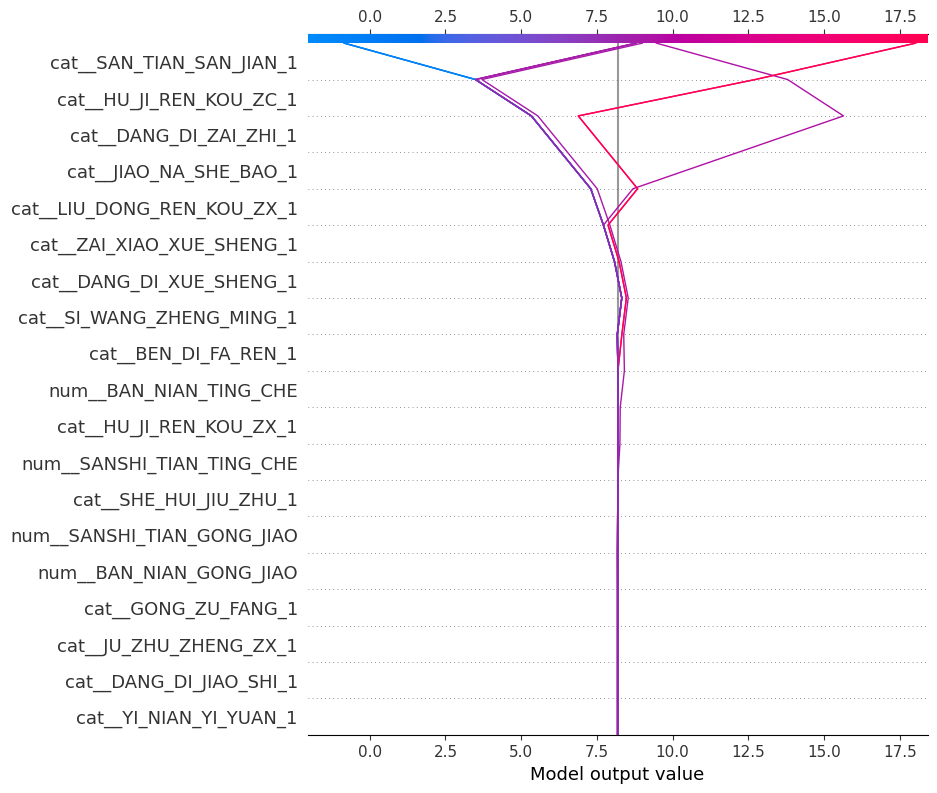 0.0 2.5 5.0 7.5 10.0 12.5 15.0 17.5
cat__SAN_TIAN_SAN_JIAN_1
cat__HU_JI_REN_KOU_ZC_1
cat__DANG_DI_ZAI_ZHI_1
cat__JIAO_NA_SHE_BAO_1
cat__LIU_DONG_REN_KOU_ZX_1
cat__ZAI_XIAO_XUE_SHENG_1
cat__DANG_DI_XUE_SHENG_1
cat__SI_WANG_ZHENG_MING_1
cat__BEN_DI_FA_REN_1
num__BAN_NIAN_TING_CHE
cat__HU_JI_REN_KOU_ZX_1
num__SANSHI_TIAN_TING_CHE
cat__SHE_HUI_JIU_ZHU_1
num__SANSHI_TIAN_GONG_JIAO
num__BAN_NIAN_GONG_JIAO
cat__GONG_ZU_FANG_1
cat__JU_ZHU_ZHENG_ZX_1
cat__DANG_DI_JIAO_SHI_1
cat__YI_NIAN_YI_YUAN_1
0.0 2.5 5.0 7.5 10.0 12.5 15.0 17.5
Model output value